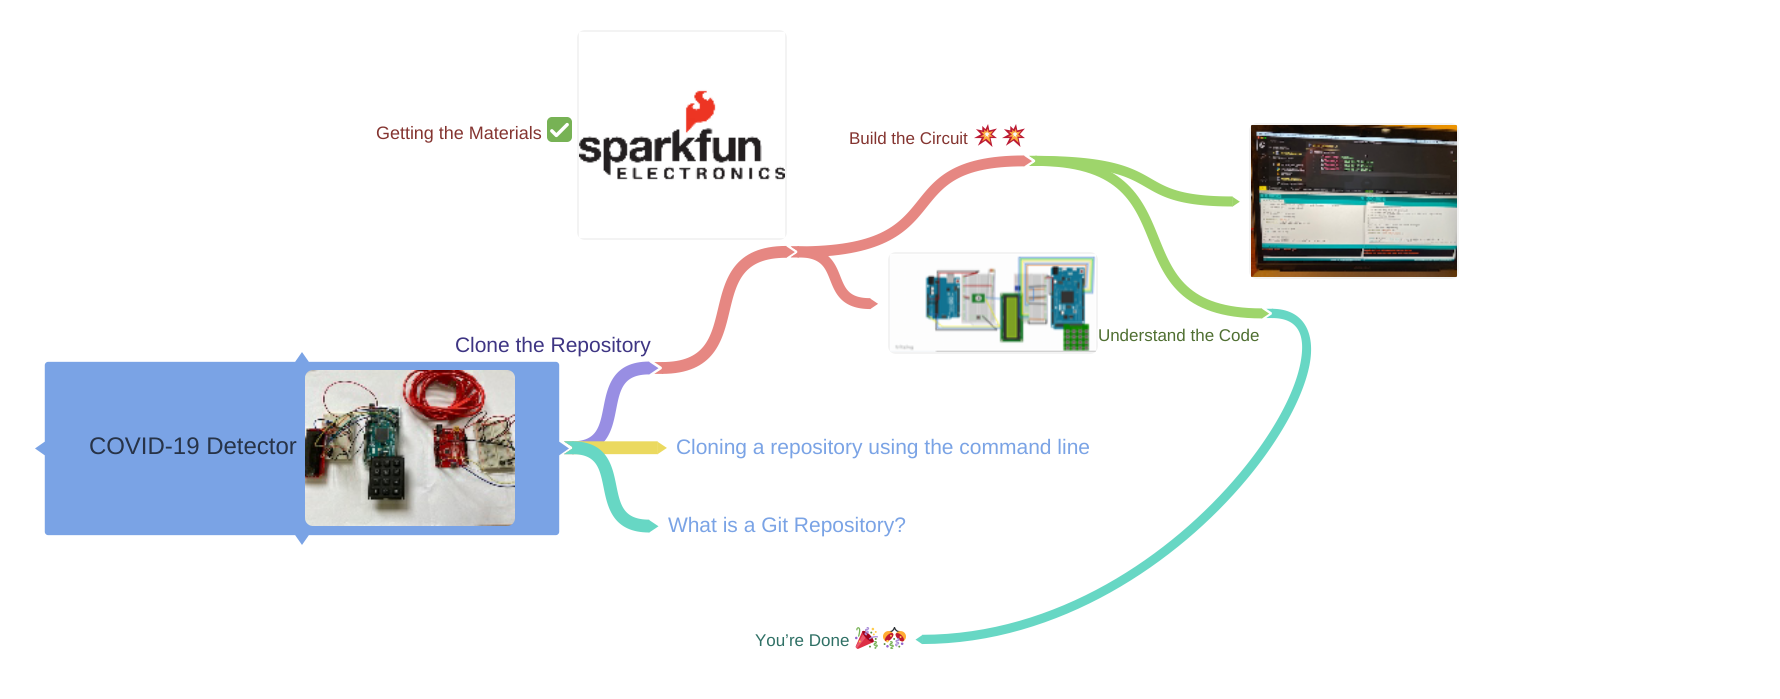 Getting the Materials ✅
sparkfun
ELECTRONICS
Build the Circuit 💥 💥
Understand the Code
Clone the Repository
COVID-19 Detector
Cloning a repository using the command line
What is a Git Repository?
You’re Done 🎉 🎊